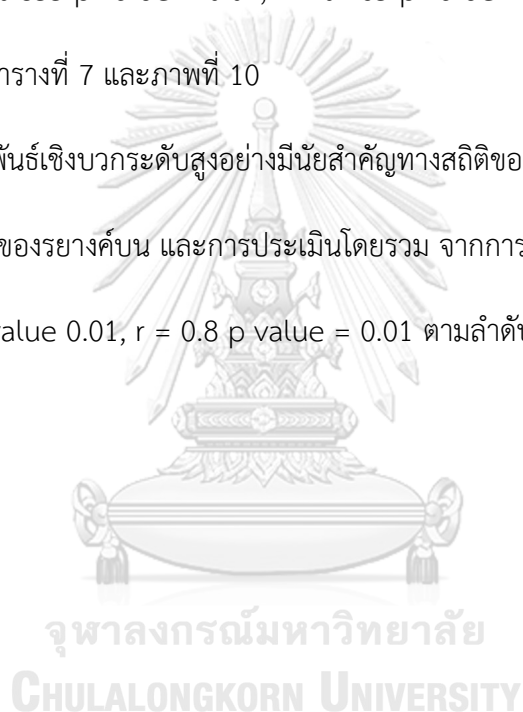 ารางที่ 7 และภาพที่ 10
พันธ์เชิงบวกระดับสูงอย่างมีนัยสำคัญทางสถิติขอ
ของรยางค์บน และการประเมินโดยรวม จากการ
value 0.01, r = 0.8 p value = 0.01 ตามลำดับ
จุฬาลงกรณ์มหาวิทยาลัย
CHULALONGKORN UNIVERSITY